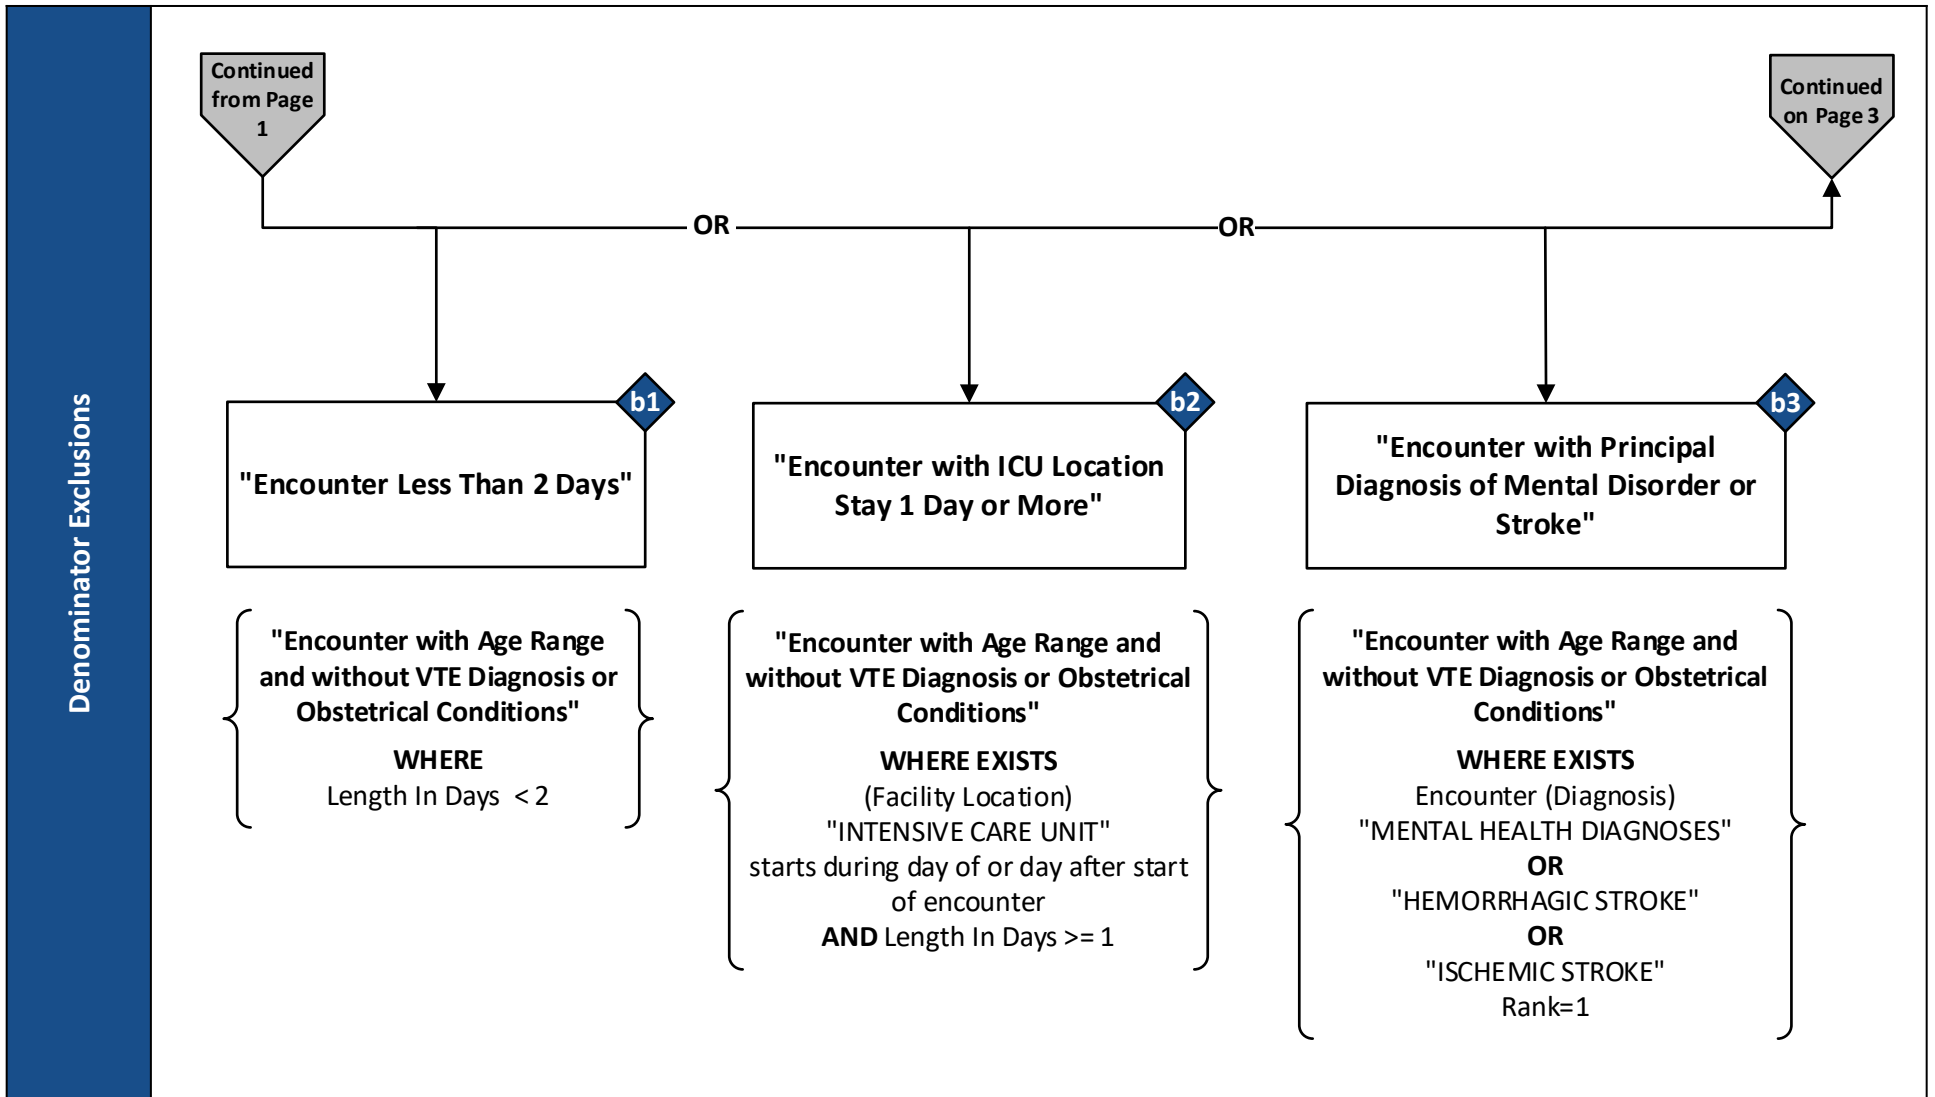 Denominator Exclusions
Continued
from Page
1
Continued
on Page 3
OR
OR
b1
"Encounter Less Than 2 Days"
"Encounter with Age Range
and without VTE Diagnosis or
Obstetrical Conditions"
WHERE
Length In Days < 2
b2
"Encounter with ICU Location
Stay 1 Day or More"
"Encounter with Age Range and
without VTE Diagnosis or Obstetrical
Conditions"
WHERE EXISTS
(Facility Location)
"INTENSIVE CARE UNIT"
starts during day of or day after start
of encounter
AND Length In Days >= 1
b3
"Encounter with Principal
Diagnosis of Mental Disorder or
Stroke"
"Encounter with Age Range and
without VTE Diagnosis or Obstetrical
Conditions"
WHERE EXISTS
Encounter (Diagnosis)
"MENTAL HEALTH DIAGNOSES"
OR
"HEMORRHAGIC STROKE"
OR
"ISCHEMIC STROKE"
Rank=1